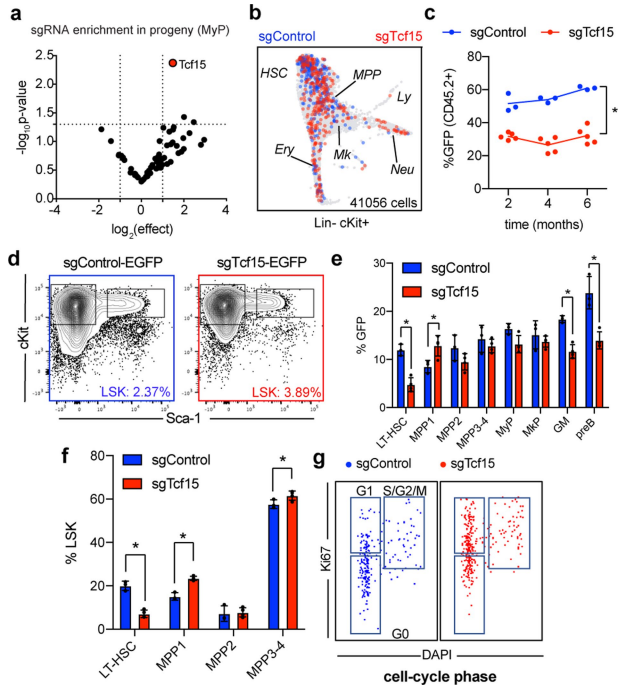 a
sgRNA enrichment in progeny (MyP)
Tcf15
-log10p-value
2.5
2.0
1.5
1.0
0.5
0.0
-4 -2 0 2 4
log2(effect)
b
sgControl sgTcf15
HSC
MPP
Ly
Mk
Ery
Neu
41056 cells
Lin- cKit+
c
sgControl sgTcf15
%GFP (CD45.2+)
80
60
40
20
0
*
2 4 6
time (months)
d
sgControl-EGFP sgTcf15-EGFP
cKit
LSK: 2.37% LSK: 3.89%
Sca-1
e
sgControl
sgTcf15
% GFP
30
20
10
0
* * * *
LT-HSC MPP1 MPP2 MPP3-4 MyP MkP GM preB
f
sgControl
sgTcf15
% LSK
80
60
40
20
0
* * *
LT-HSC MPP1 MPP2 MPP3-4
g
sgControl sgTcf15
G1 S/G2/M
Ki67
G0
DAPI
cell-cycle phase